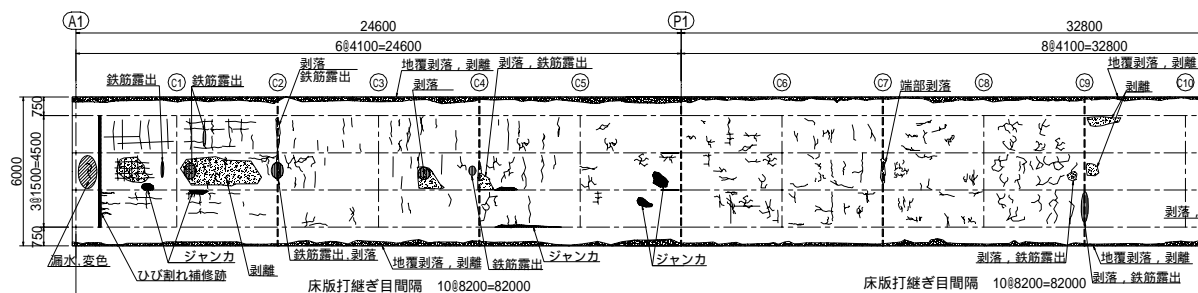 A1
P1
24600
32800
6@4100=24600
8@4100=32800
鉄筋露出
C1
鉄筋露出
C2
剥落
鉄筋露出
C3
地覆剥落,剥離
剥落
C4
剥落,鉄筋露出
C5
C6
C7
端部剥落
C8
C9
地覆剥落,剥離
剥離
C10
750
3@1500=4500
6000
750
漏水,変色
ひび割れ補修跡
ジャンカ
剥離
鉄筋露出,剥落
地覆剥落,剥離
鉄筋露出
ジャンカ
ジャンカ
剥落,鉄筋露出
剥落,
地覆剥落,剥離
剥落,鉄筋露出
床版打継ぎ目間隔 10@8200=82000
床版打継ぎ目間隔 10@8200=82000